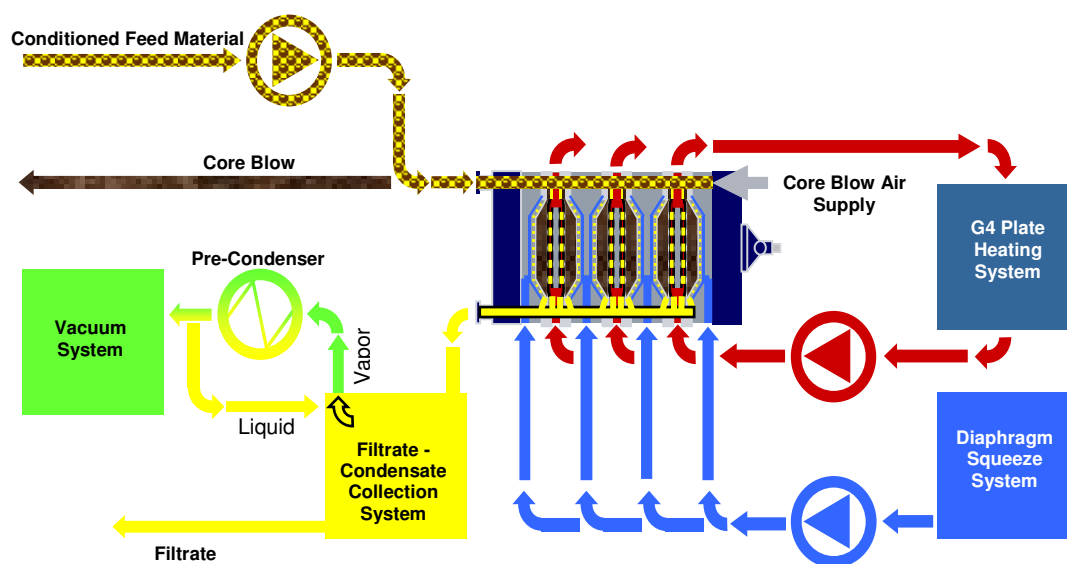 Conditioned Feed Material
Core Blow
Core Blow Air
Supply
G4 Plate
Heating
System
Pre-Condenser
Vacuum
System
Vapor
Liquid
Filtrate -
Condensate
Collection
System
Diaphragm
Squeeze
System
Filtrate